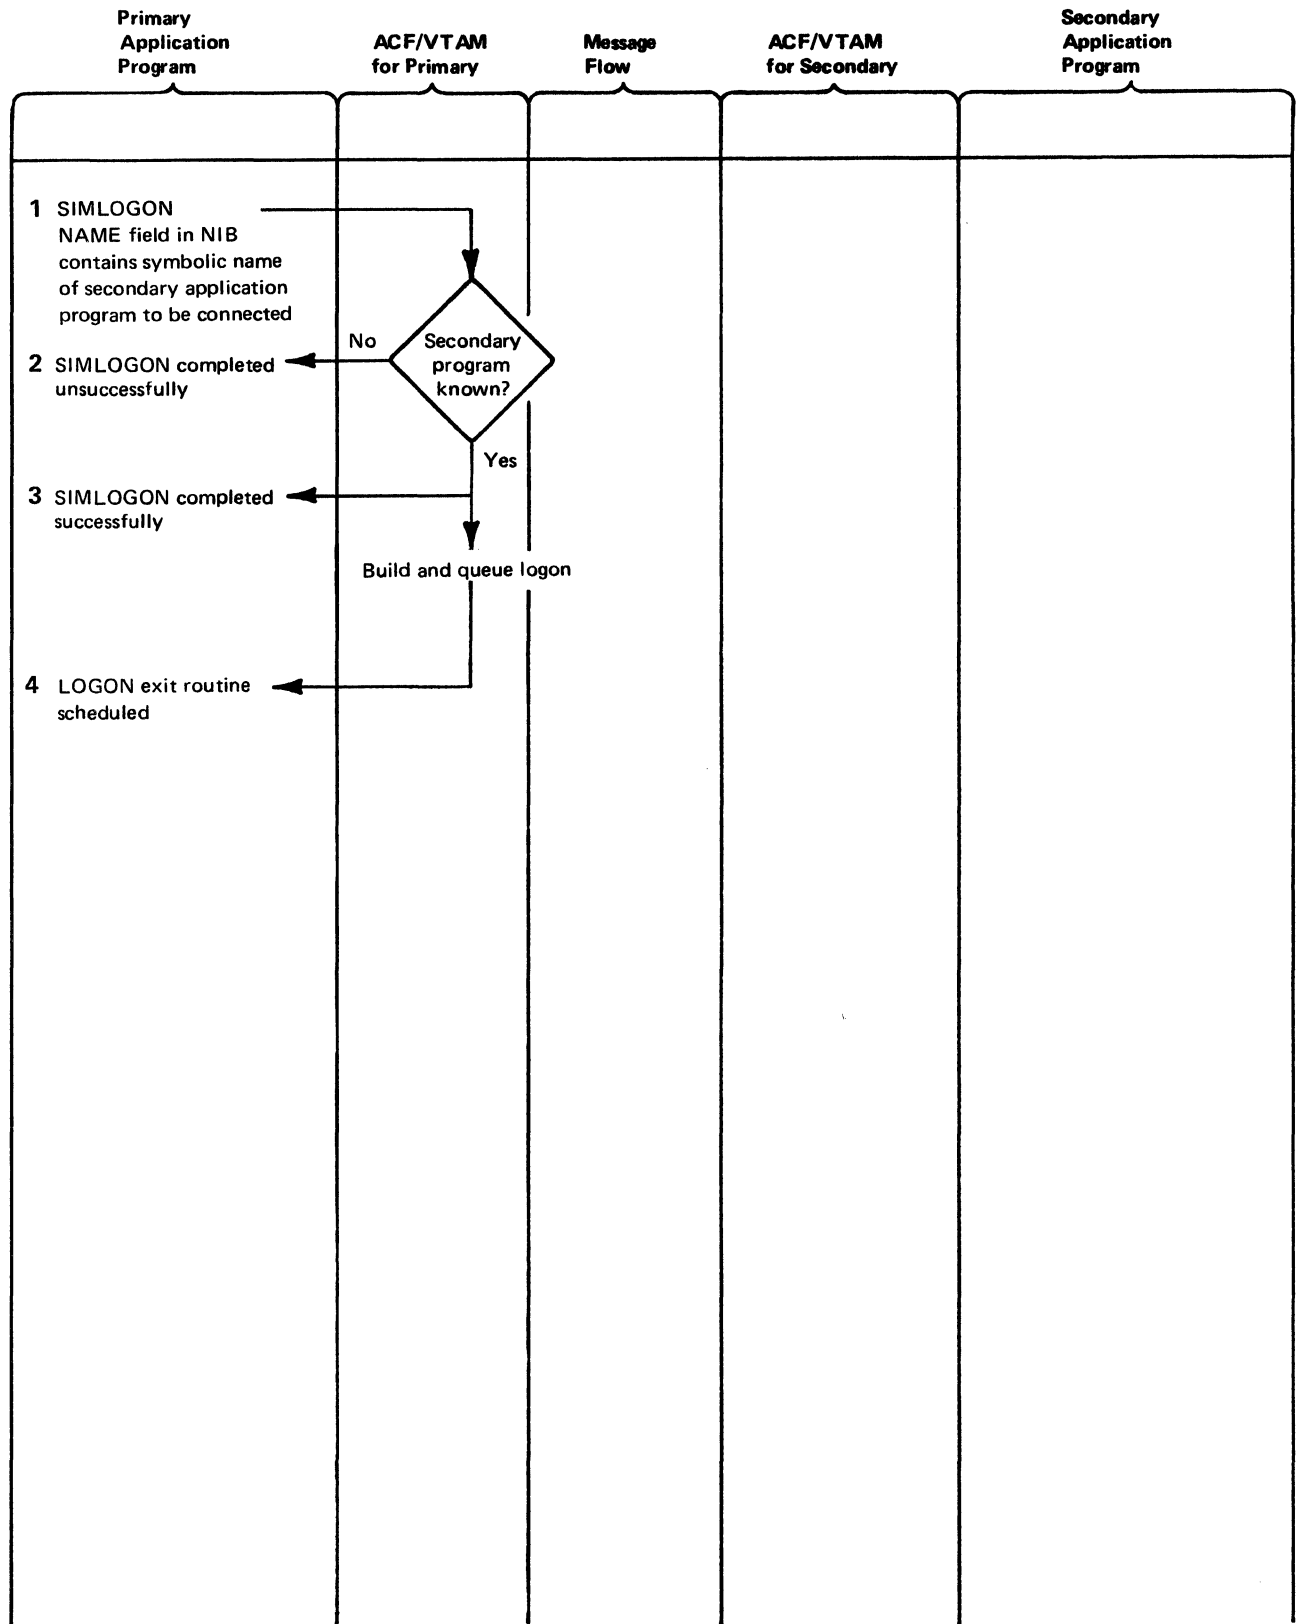 Primary
Application
Program
ACF/VTAM
for Primary
Message
Flow
ACF/VTAM
for Secondary
Secondary
Application
Program
1 SIMLOGON
NAME field in NIB
contains symbolic name
of secondary application
program to be connected
No
Secondary
program
known?
2 SIMLOGON completed
unsuccessfully
Yes
3 SIMLOGON completed
successfully
Build and queue logon
4 LOGON exit routine
scheduled